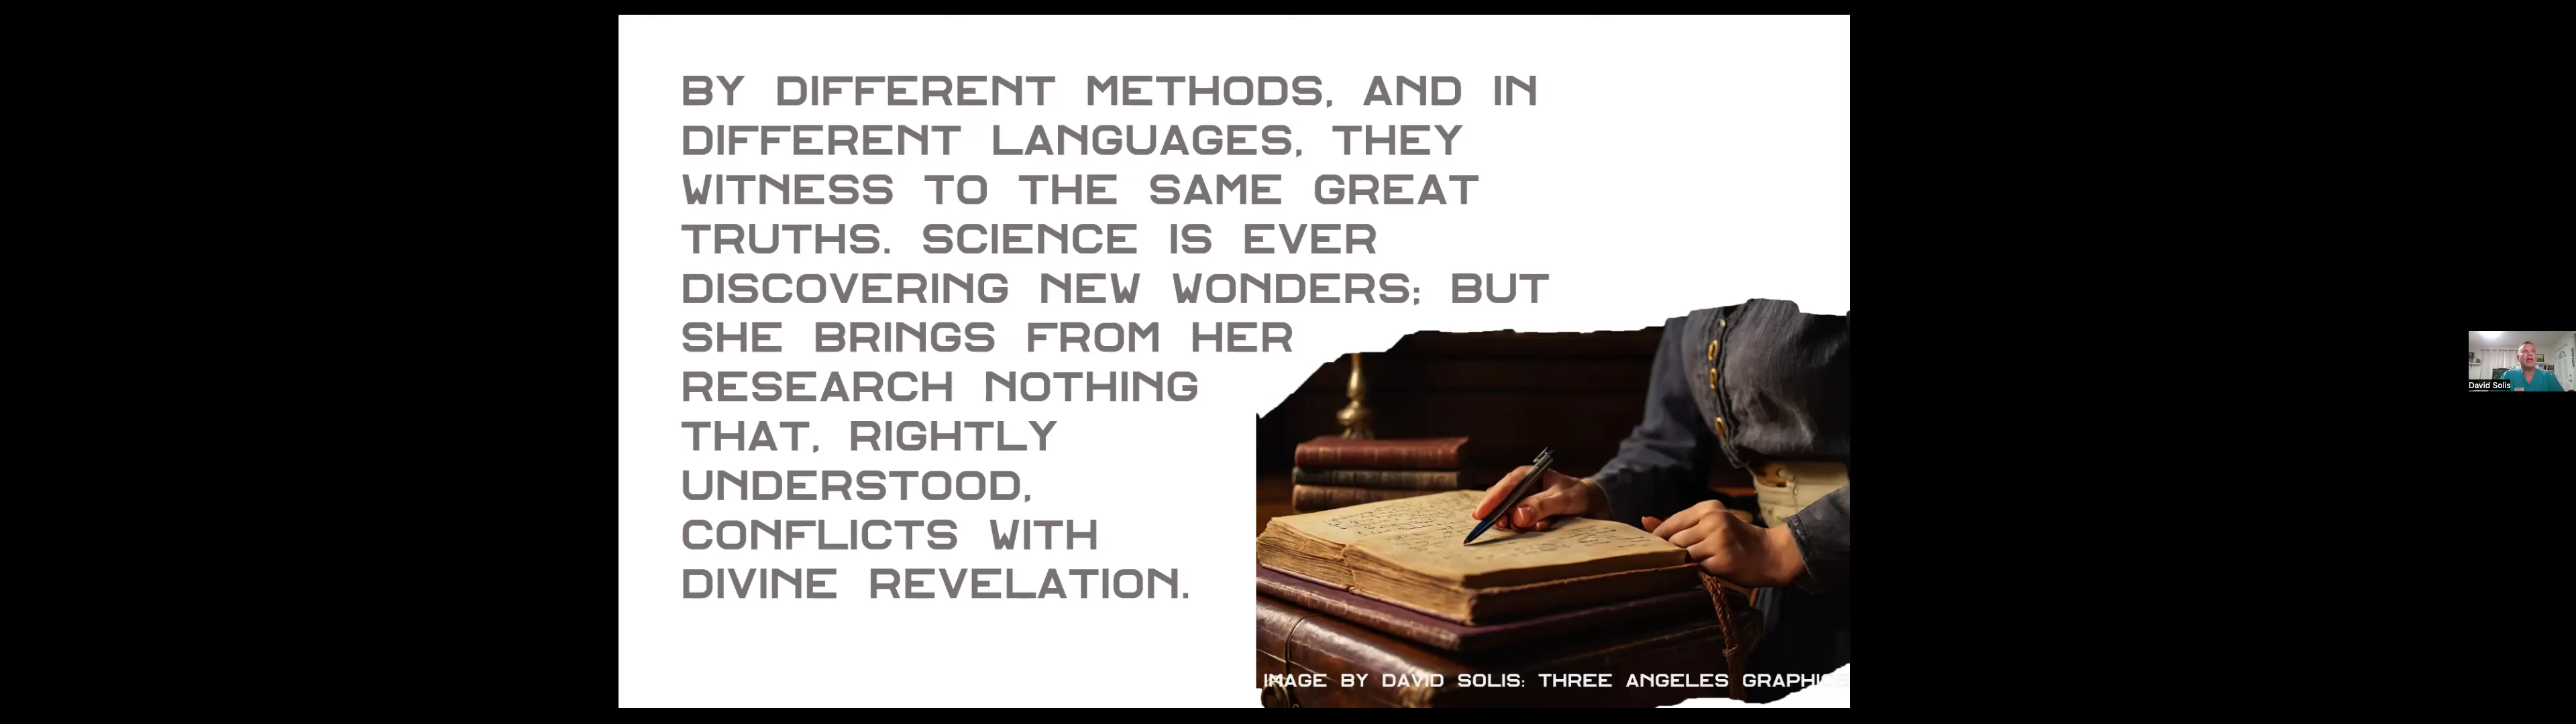 BY DIFFERENT METHODS, AND IN
DIFFERENT LANGUAGES, THEY
WITNESS TO THE SAME GREAT
TRUTHS. SCIENCE IS EVER
DISCOVERING NEW WONDERS; BUT
SHE BRINGS FROM HER
RESEARCH NOTHING
THAT, RIGHTLY
UNDERSTOOD,
CONFLICTS WITH
DIVINE REVELATION.
IMAGE BY DAVID SOLIS: THREE ANGELES GRAPHICS
David Solis